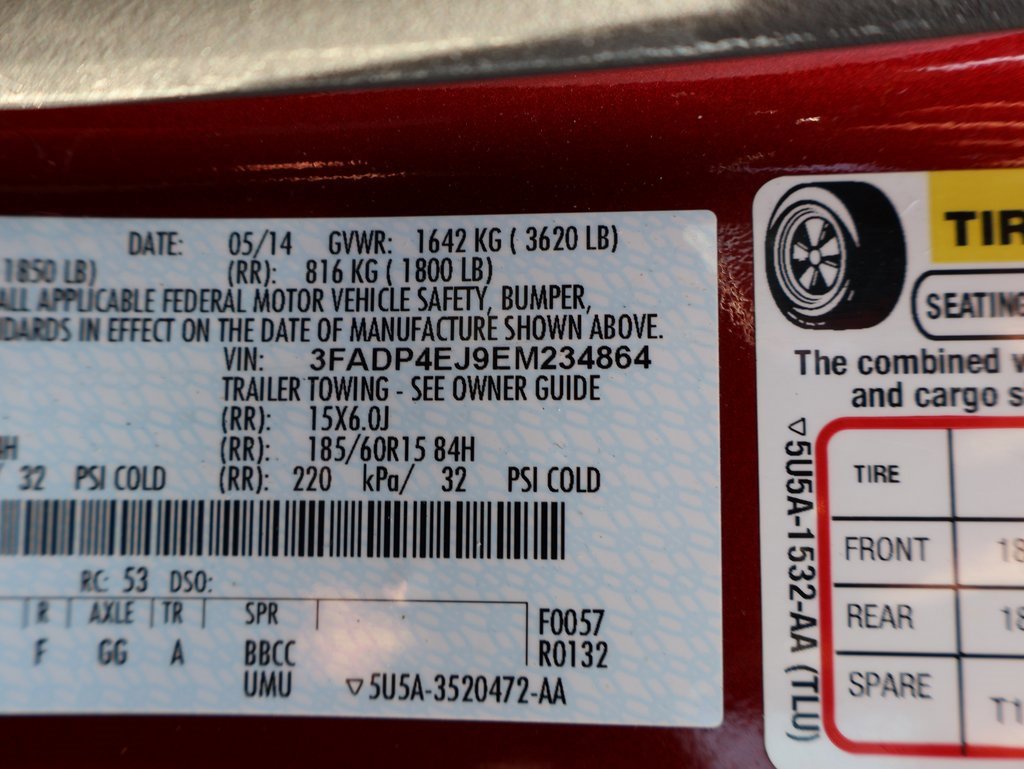 DATE: 05/14 GVWR: 1642 KG ( 3620 LB)
1850 LB) (RR): 816 KG ( 1800 LB)
ALL APPLICABLE FEDERAL MOTOR VEHICLE SAFETY, BUMPER,
DARDS IN EFFECT ON THE DATE OF MANUFACTURE SHOWN ABOVE.
VIN: 3FADP4EJ9EM234864
TRAILER TOWING - SEE OWNER GUIDE
(RR): 15X6.0J
H (RR): 185/60R15 84H
/ 32 PSI COLD (RR): 220 kPa/ 32 PSI COLD
RC: 53 DSO:
R AXLE TR SPR F0057
F GG A BBCC R0132
UMU ▽5U5A-3520472-AA
TIR
SEATING
The combined
and cargo s
▽5U5A-1532-AA (TLU)
TIRE
FRONT 18
REAR 18
SPARE T1